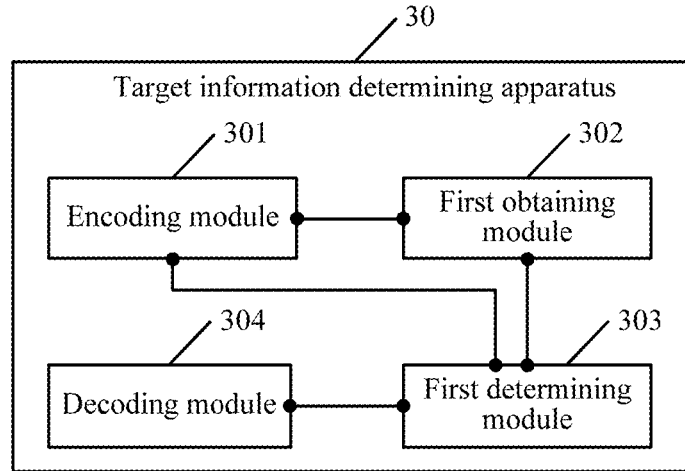 30
Target information determining apparatus
301
302
Encoding module
First obtaining
module
304
303
Decoding module
First determining
module